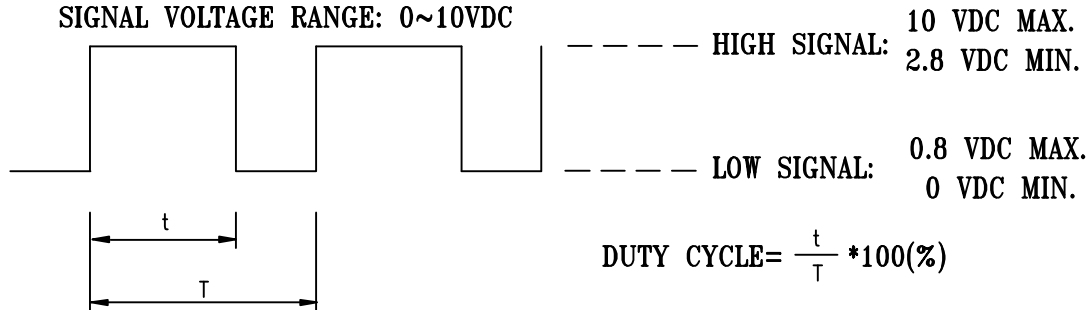 SIGNAL VOLTAGE RANGE: 0~10VDC
HIGH SIGNAL: 10 VDC MAX.
2.8 VDC MIN.
LOW SIGNAL: 0.8 VDC MAX.
0 VDC MIN.
t
T
DUTY CYCLE= t/T *100(%)